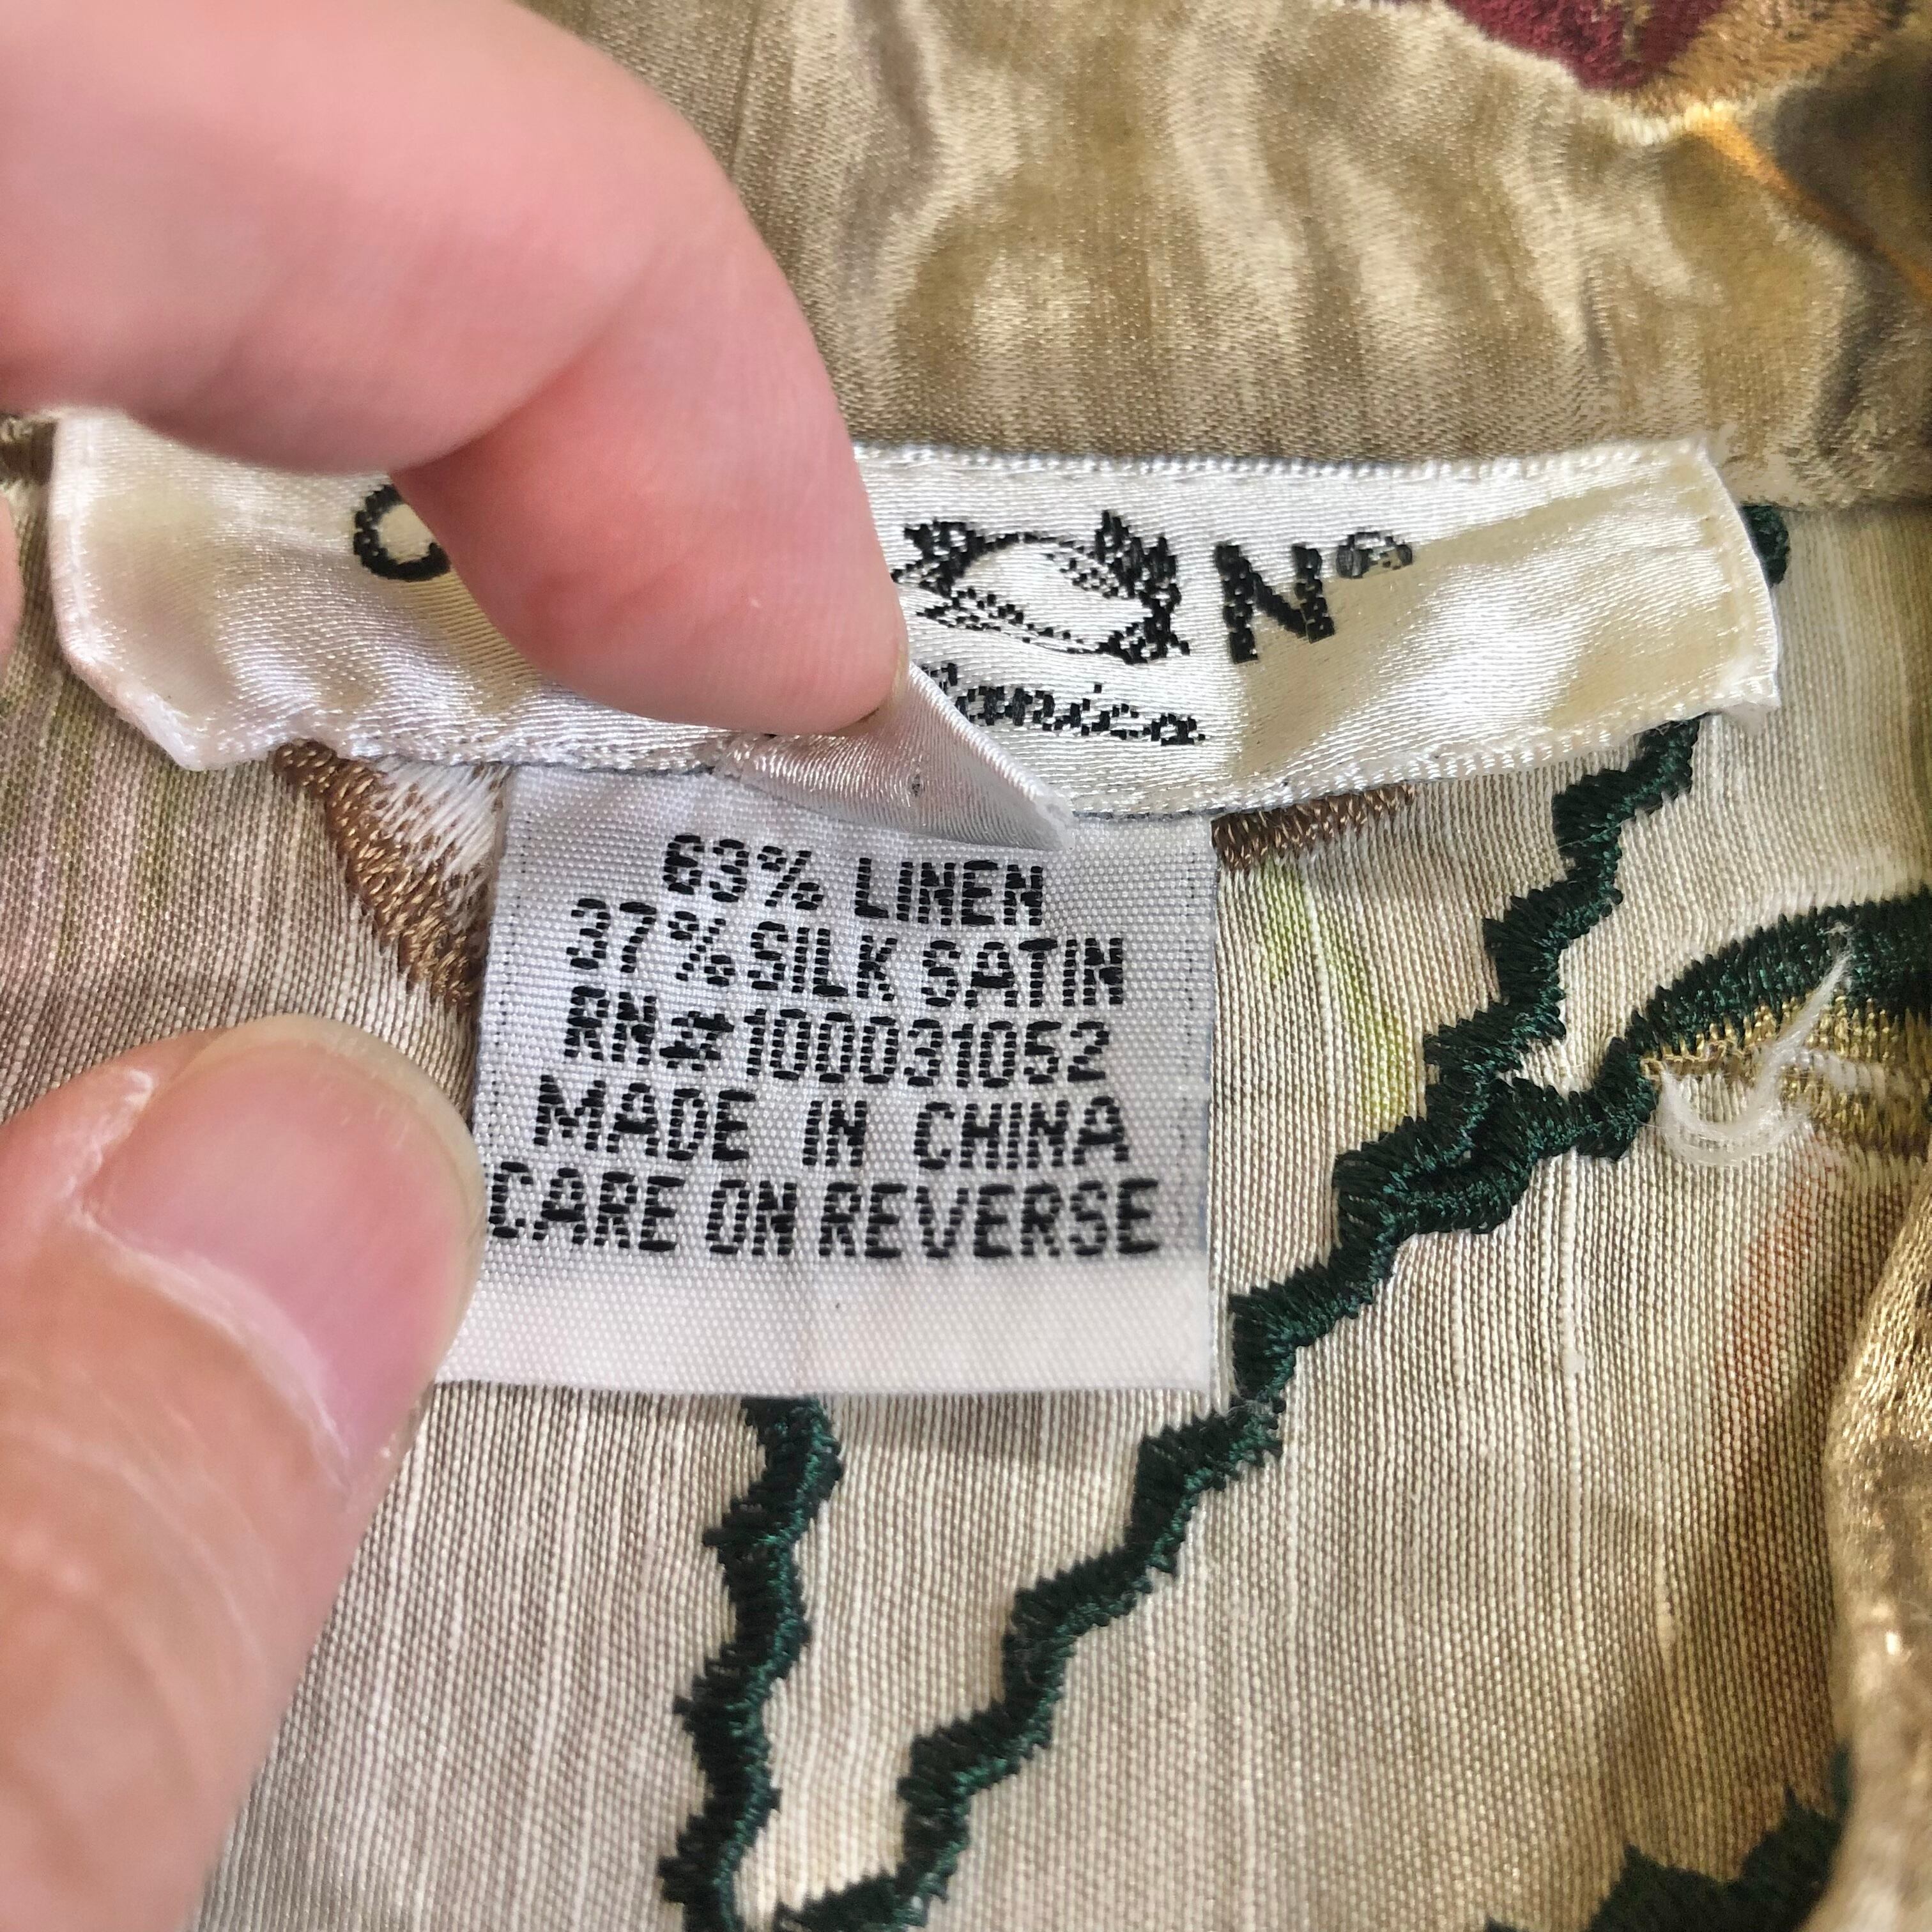 N®
63% LINEN
37% SILK SATIN
RN# 100031052
MADE IN CHINA
CARE ON REVERSE